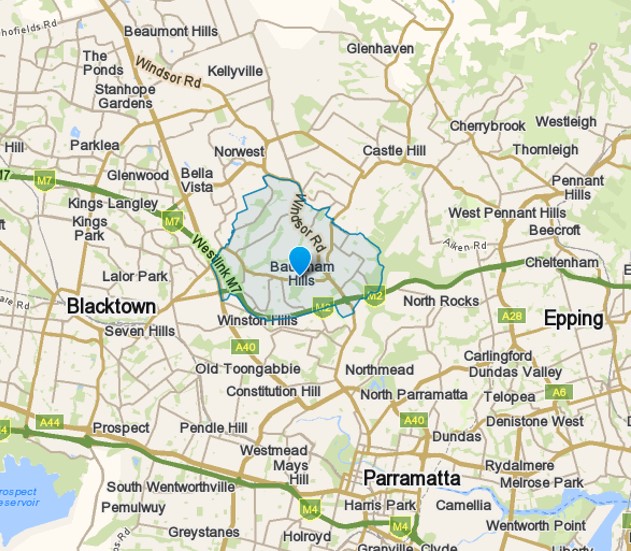 Schofields Rd
Beaumont Hills
Glenhaven
The
Ponds
Windsor Rd
Kellyville
Stanhope
Gardens
Cherrybrook
Westleigh
Hill
Parklea
Norwest
Castle Hill
Thornleigh
M7
M7
Glenwood
Bella
Vista
Pennant
Hills
Kings Langley
M7
Windsor Rd
West Pennant Hills
Kings
Park
Beecroft
Aiken Rd
Westlink M7
Lalor Park
Baulkham
Hills
Cheltenham
Blacktown
M2
M2
North Rocks
Winston Hills
A28
Epping
Seven Hills
A40
Carlingford
Old Toongabbie
Northmead
Dundas Valley
Constitution Hill
North Parramatta
Telopea
A6
A44
Prospect
Pendle Hill
A40
Denistone West
Dundas
Westmead
Mays
Hill
Rydalmere
Parramatta
Melrose Park
South Wentworthville
Prospect
Reservoir
Pemulwuy
M4
Harris Park
Camellia
Greystanes
Holroyd
M4
Wentworth Point
Granville
Clyde